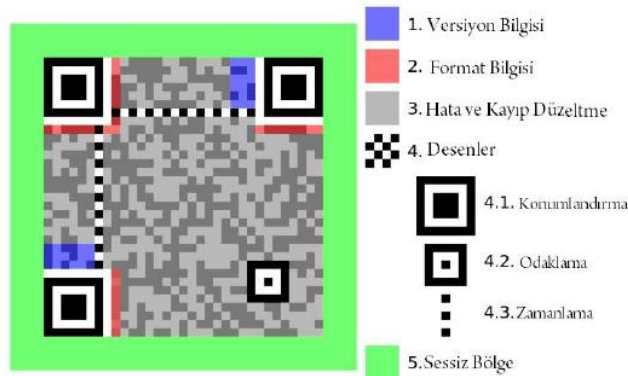 1. Versiyon Bilgisi
2. Format Bilgisi
3. Hata ve Kayıp Düzeltme
4. Desenler
4.1. Konumlandırma
4.2. Odaklama
4.3.Zamanlama
5.Sessiz Bölge